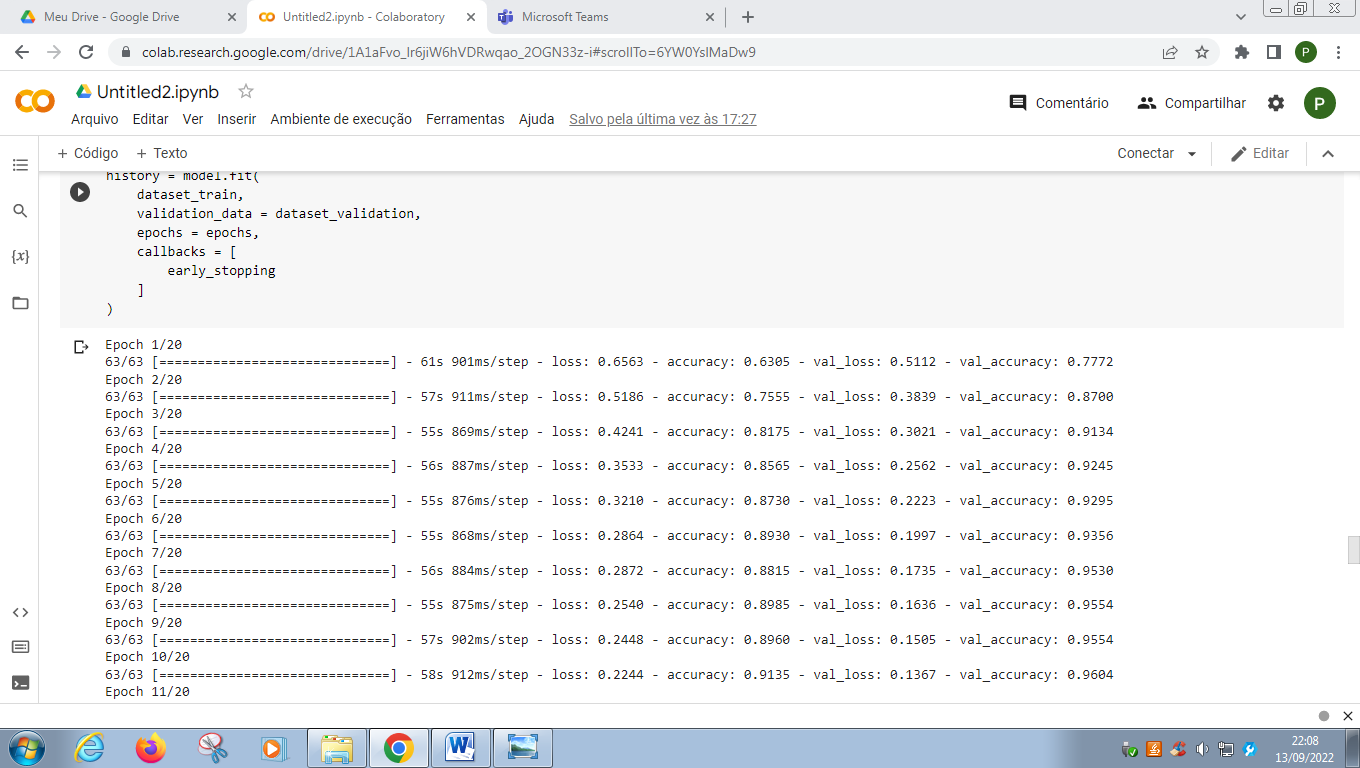 Meu Drive - Google Drive
Untitled2.ipynb - Colaboratory
Microsoft Teams
colab.research.google.com/drive/1A1aFvo_Ir6jiW6hVDRwqao_2OGN33z-i#scrollTo=6YW0YsIMaDw9
P
Untitled2.ipynb
Comentário
Compartilhar
P
Arquivo Editar Ver Inserir Ambiente de execução Ferramentas Ajuda Salvo pela última vez às 17:27
+ Código + Texto
Conectar
Editar
history = model.fit(
dataset_train,
validation_data = dataset_validation,
epochs = epochs,
callbacks = [
early_stopping
]
)
{x}
Epoch 1/20
63/63 [==============================] - 61s 901ms/step - loss: 0.6563 - accuracy: 0.6305 - val_loss: 0.5112 - val_accuracy: 0.7772
Epoch 2/20
63/63 [==============================] - 57s 911ms/step - loss: 0.5186 - accuracy: 0.7555 - val_loss: 0.3839 - val_accuracy: 0.8700
Epoch 3/20
63/63 [==============================] - 55s 869ms/step - loss: 0.4241 - accuracy: 0.8175 - val_loss: 0.3021 - val_accuracy: 0.9134
Epoch 4/20
63/63 [==============================] - 56s 887ms/step - loss: 0.3533 - accuracy: 0.8565 - val_loss: 0.2562 - val_accuracy: 0.9245
Epoch 5/20
63/63 [==============================] - 55s 876ms/step - loss: 0.3210 - accuracy: 0.8730 - val_loss: 0.2223 - val_accuracy: 0.9295
Epoch 6/20
63/63 [==============================] - 55s 868ms/step - loss: 0.2864 - accuracy: 0.8930 - val_loss: 0.1997 - val_accuracy: 0.9356
Epoch 7/20
63/63 [==============================] - 56s 884ms/step - loss: 0.2872 - accuracy: 0.8815 - val_loss: 0.1735 - val_accuracy: 0.9530
Epoch 8/20
63/63 [==============================] - 55s 875ms/step - loss: 0.2540 - accuracy: 0.8985 - val_loss: 0.1636 - val_accuracy: 0.9554
Epoch 9/20
63/63 [==============================] - 57s 902ms/step - loss: 0.2448 - accuracy: 0.8960 - val_loss: 0.1505 - val_accuracy: 0.9554
Epoch 10/20
63/63 [==============================] - 58s 912ms/step - loss: 0.2244 - accuracy: 0.9135 - val_loss: 0.1367 - val_accuracy: 0.9604
Epoch 11/20
22:08
13/09/2022